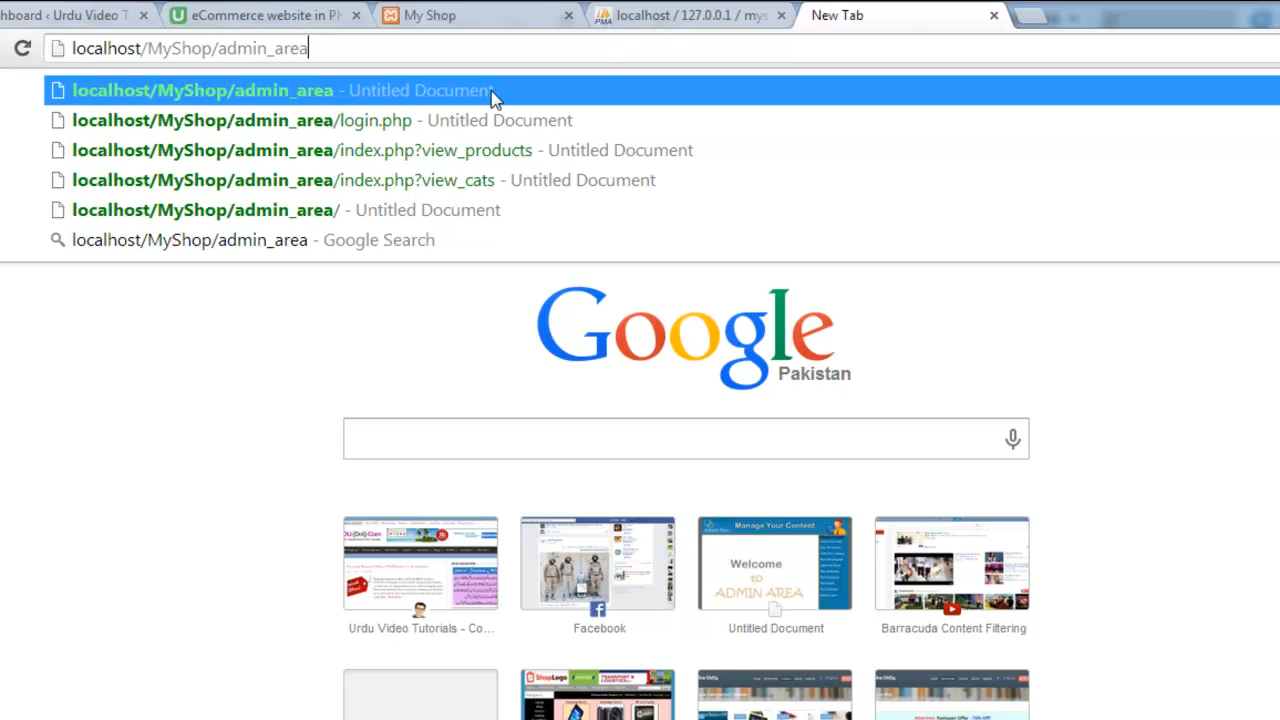 hboard ‹ Urdu Video T
eCommerce website in PH
My Shop
localhost / 127.0.0.1 / mys
New Tab
localhost/MyShop/admin_area
localhost/MyShop/admin_area - Untitled Document
localhost/MyShop/admin_area/login.php - Untitled Document
localhost/MyShop/admin_area/index.php?view_products - Untitled Document
localhost/MyShop/admin_area/index.php?view_cats - Untitled Document
localhost/MyShop/admin_area/ - Untitled Document
localhost/MyShop/admin_area - Google Search
Google
Pakistan
Manage Your Content
Welcome
to
ADMIN AREA
Urdu Video Tutorials - Co...
Facebook
Untitled Document
Barracuda Content Filtering
ShopLogo
TRANSPORT &
LOGISTICS